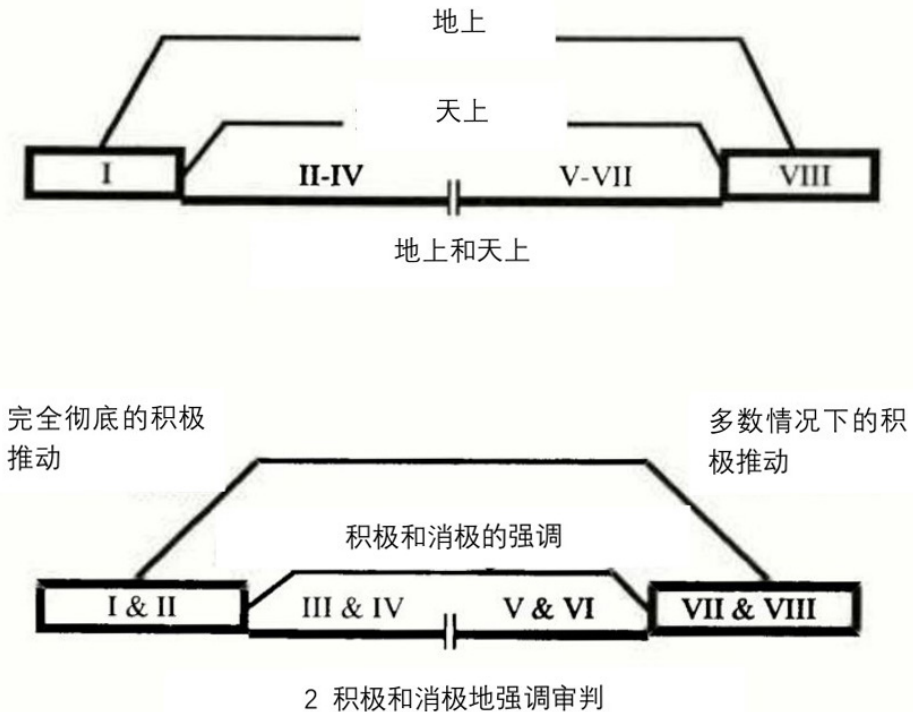 地上
天上
I II-IV V-VII VIII
地上和天上
完全彻底的积极
推动
多数情况下的积
极推动
积极和消极的强调
I & II III & IV V & VI VII & VIII
2 积极和消极地强调审判